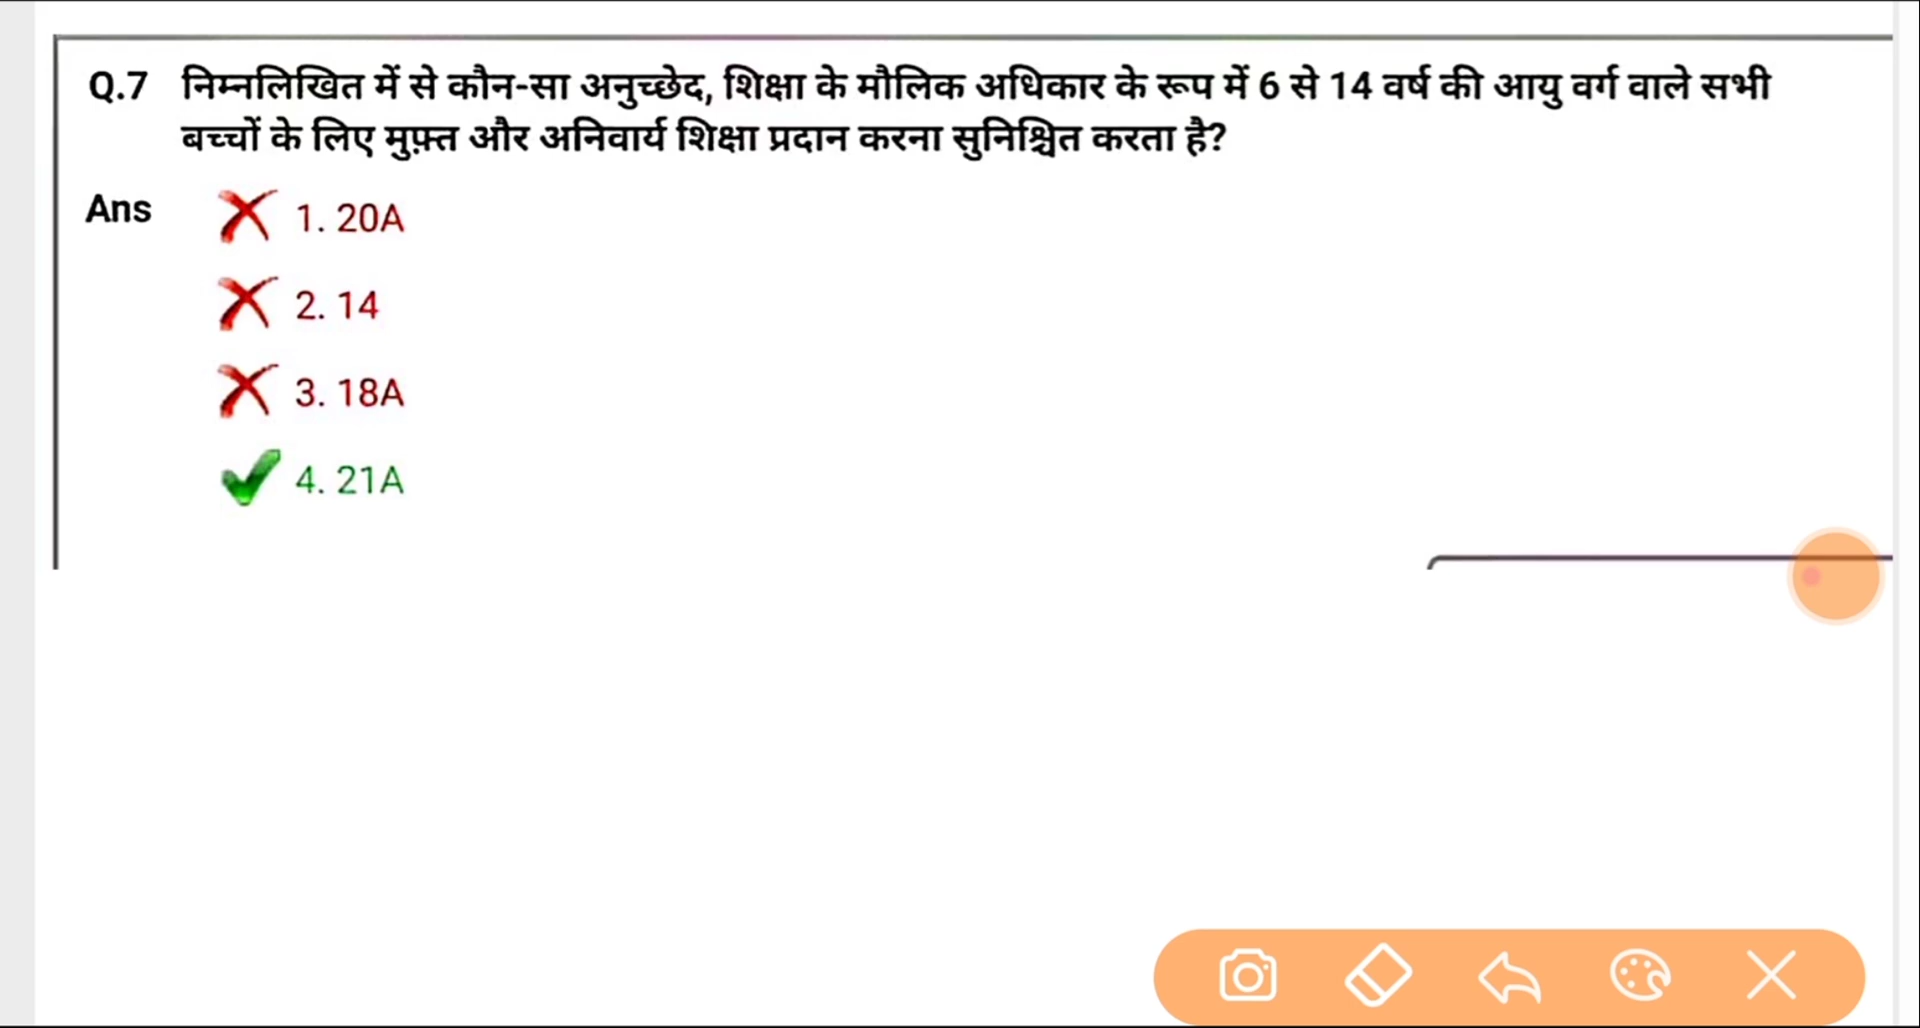 Q.7 निम्नलिखित में से कौन-सा अनुच्छेद, शिक्षा के मौलिक अधिकार के रूप में 6 से 14 वर्ष की आयु वर्ग वाले सभी
बच्चों के लिए मुफ़्त और अनिवार्य शिक्षा प्रदान करना सुनिश्चित करता है?
Ans 1. 20A
2. 14
3. 18A
4. 21A